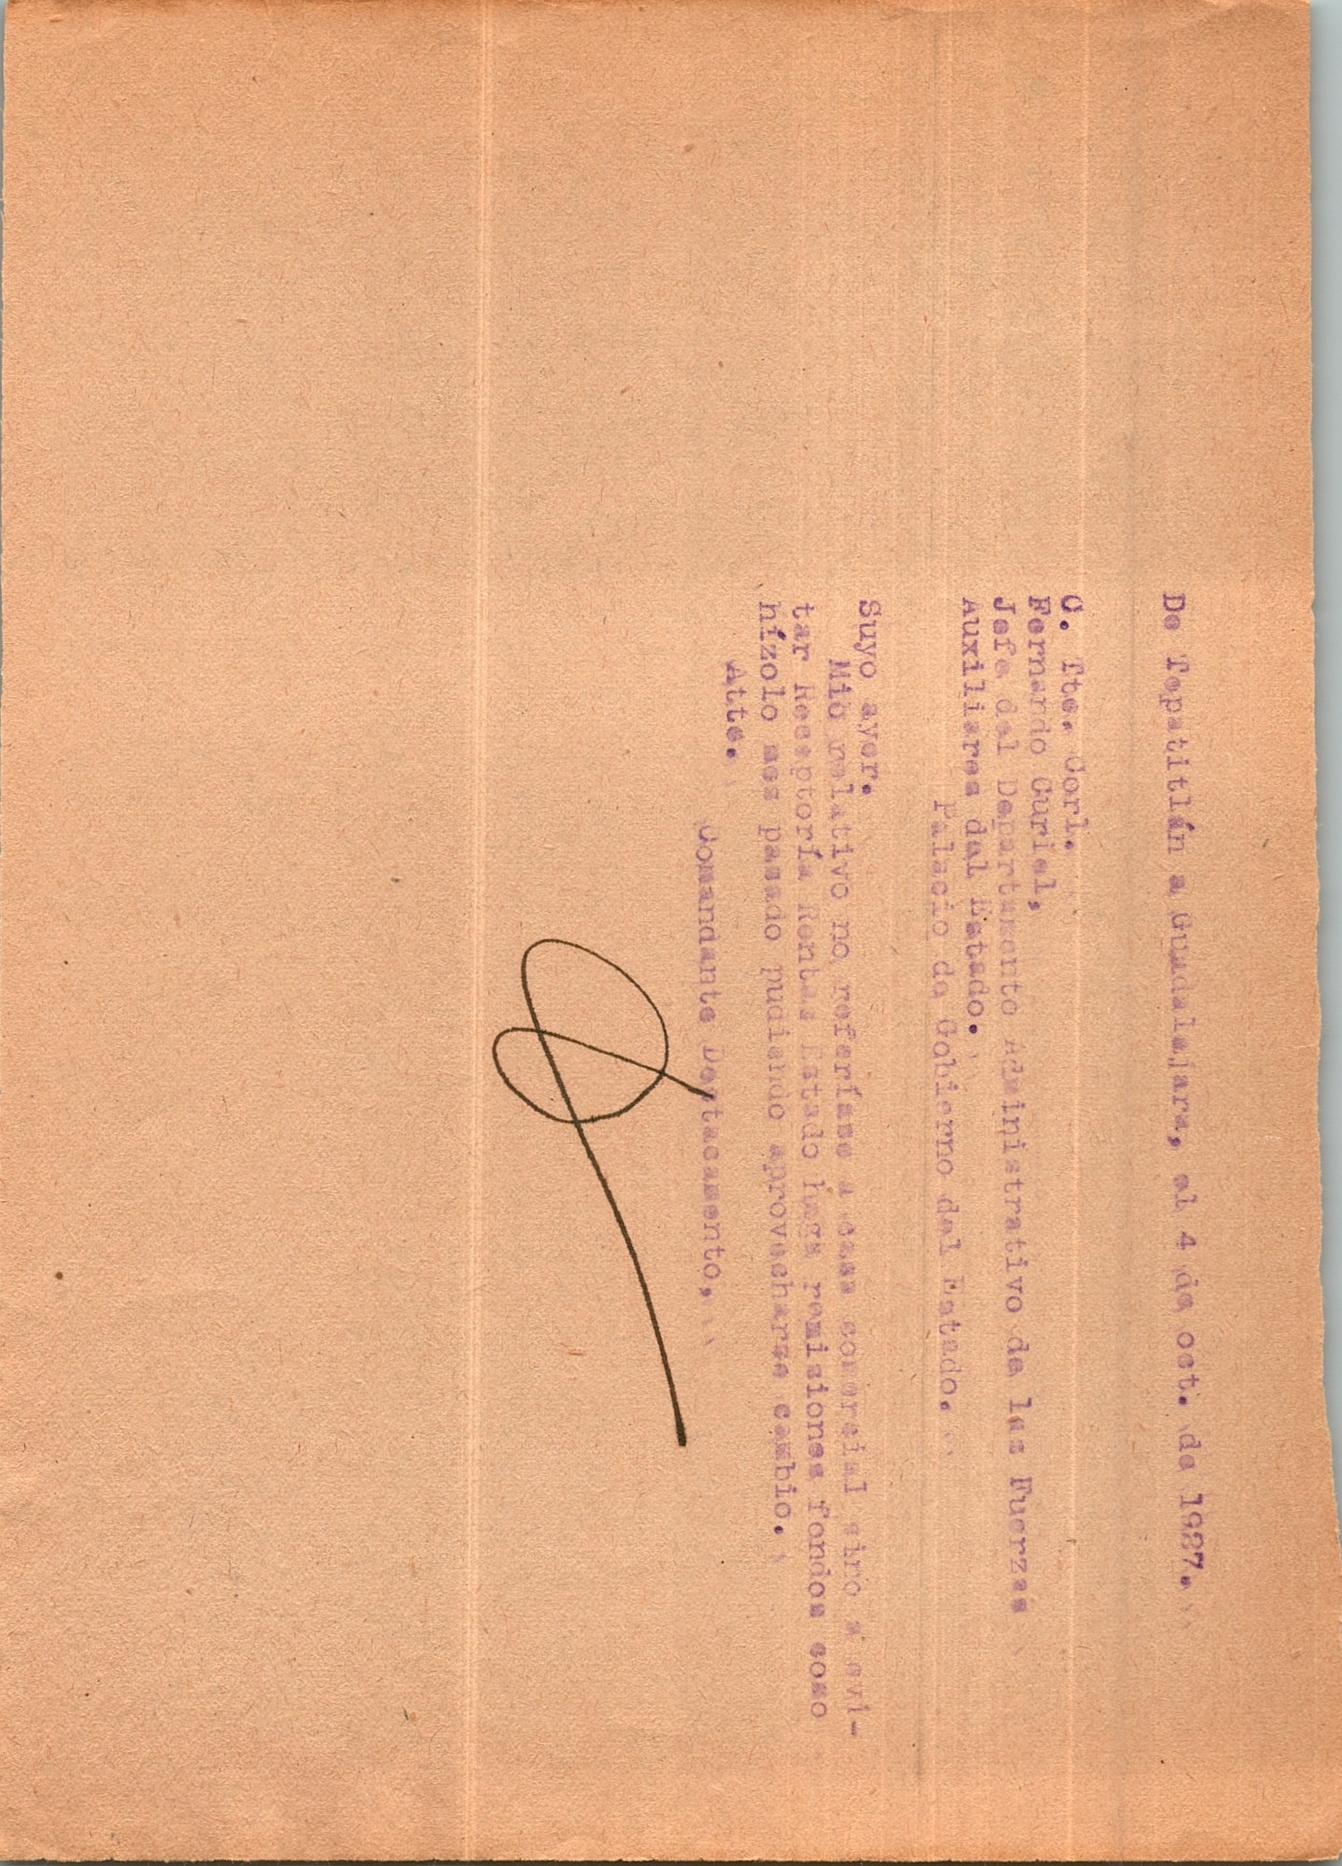 De Tepatitlán a Guadalajara, el 4 de oct. de 1927.
C. Tte. Corl.
Fernando Curiel,
Jefe del Departamento Administrativo de las Fuerzas
Auxiliares del Estado.
Palacio de Gobierno del Estado.
Suyo ayer.
Mío relativo no referíase a casa comercial sino a evi-
tar Receptoría Rentas Estado haga remisiones fondos como
hízolo mes pasado pudiendo aprovecharse cambio.
Atte.
Comandante Destacamento,